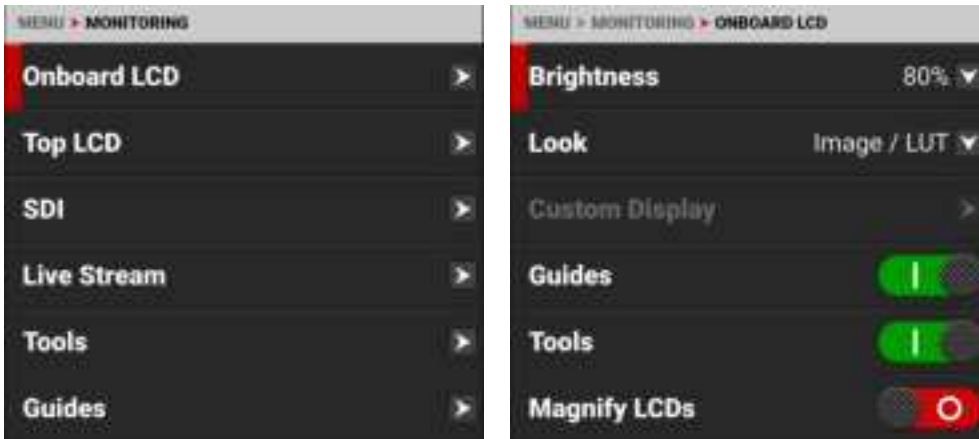 MENU ▸ MONITORING
Onboard LCD
Top LCD
SDI
Live Stream
Tools
Guides
MENU ▸ MONITORING ▸ ONBOARD LCD
Brightness 80%
Look Image / LUT
Custom Display
Guides
Tools
Magnify LCDs